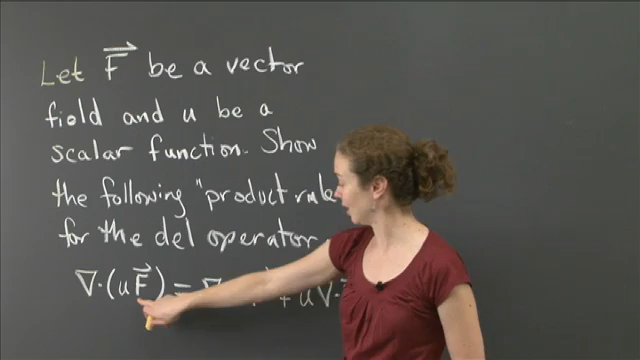 Let F⃗ be a vector
field and u be a
scalar function. Show
the following "product rule
for the del operator
∇·(uF⃗) = ∇ + u∇·